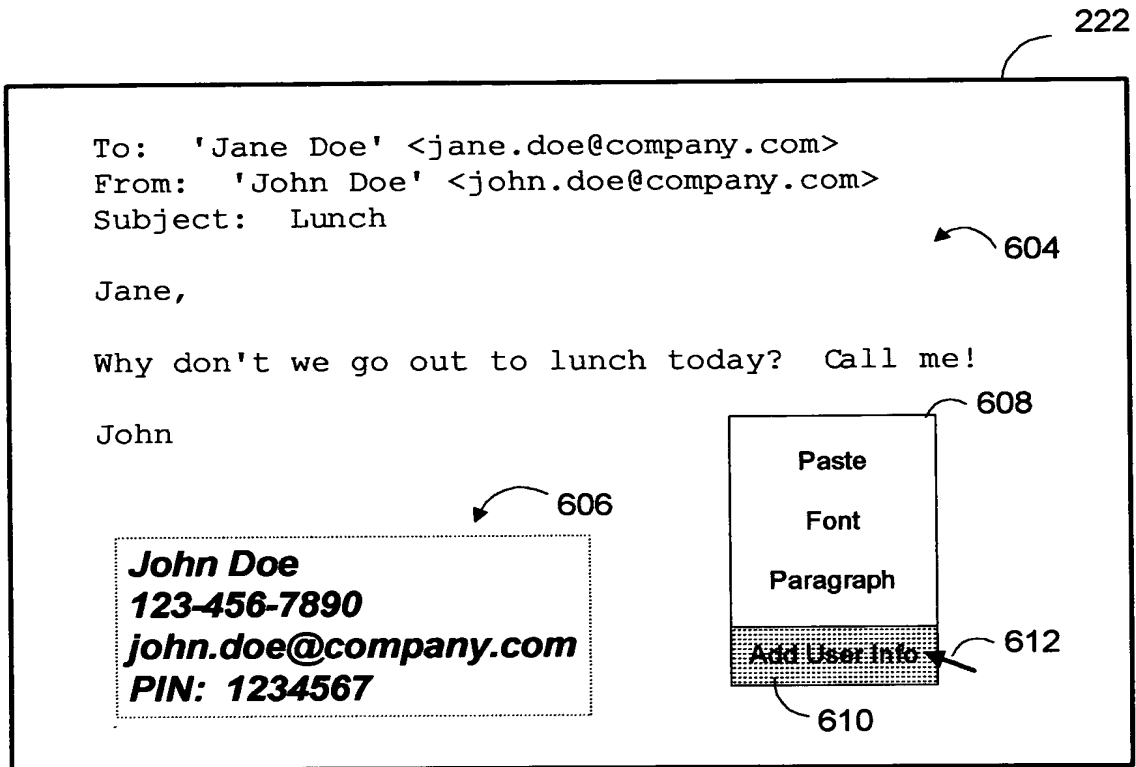 222
To:  'Jane Doe' <jane.doe@company.com>
From:  'John Doe' <john.doe@company.com>
Subject:  Lunch
604
Jane,
Why don't we go out to lunch today?  Call me!
John
608
Paste
Font
Paragraph
Add User Info
612
610
606
John Doe
123-456-7890
john.doe@company.com
PIN:  1234567